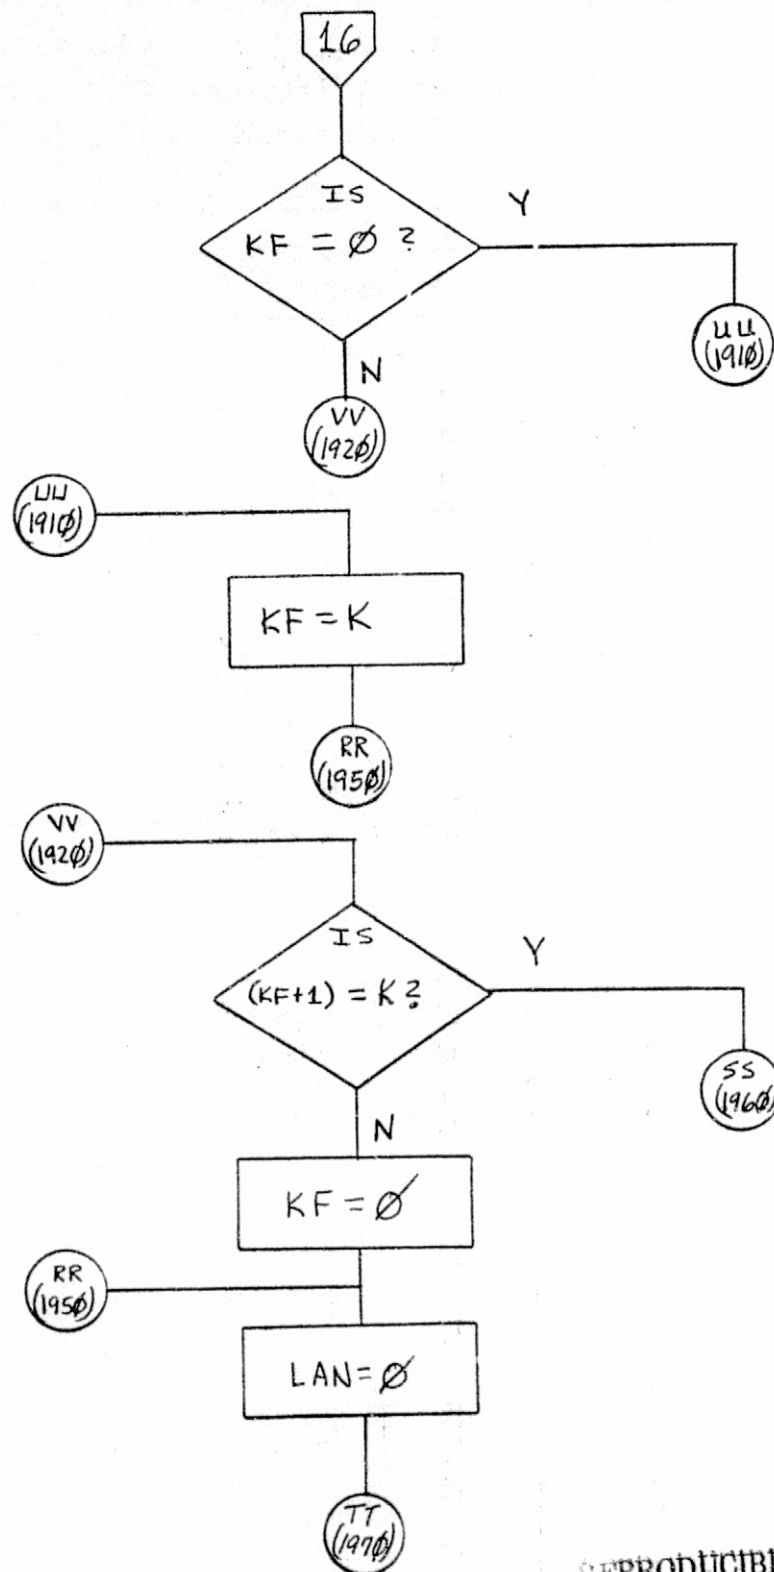 16
IS
KF = Ø ?
Y
UU
(191Ø)
N
VV
(192Ø)
UU
(191Ø)
KF = K
RR
(195Ø)
VV
(192Ø)
IS
(KF+1) = K?
Y
SS
(196Ø)
N
KF = Ø
RR
(195Ø)
LAN = Ø
TT
(197Ø)